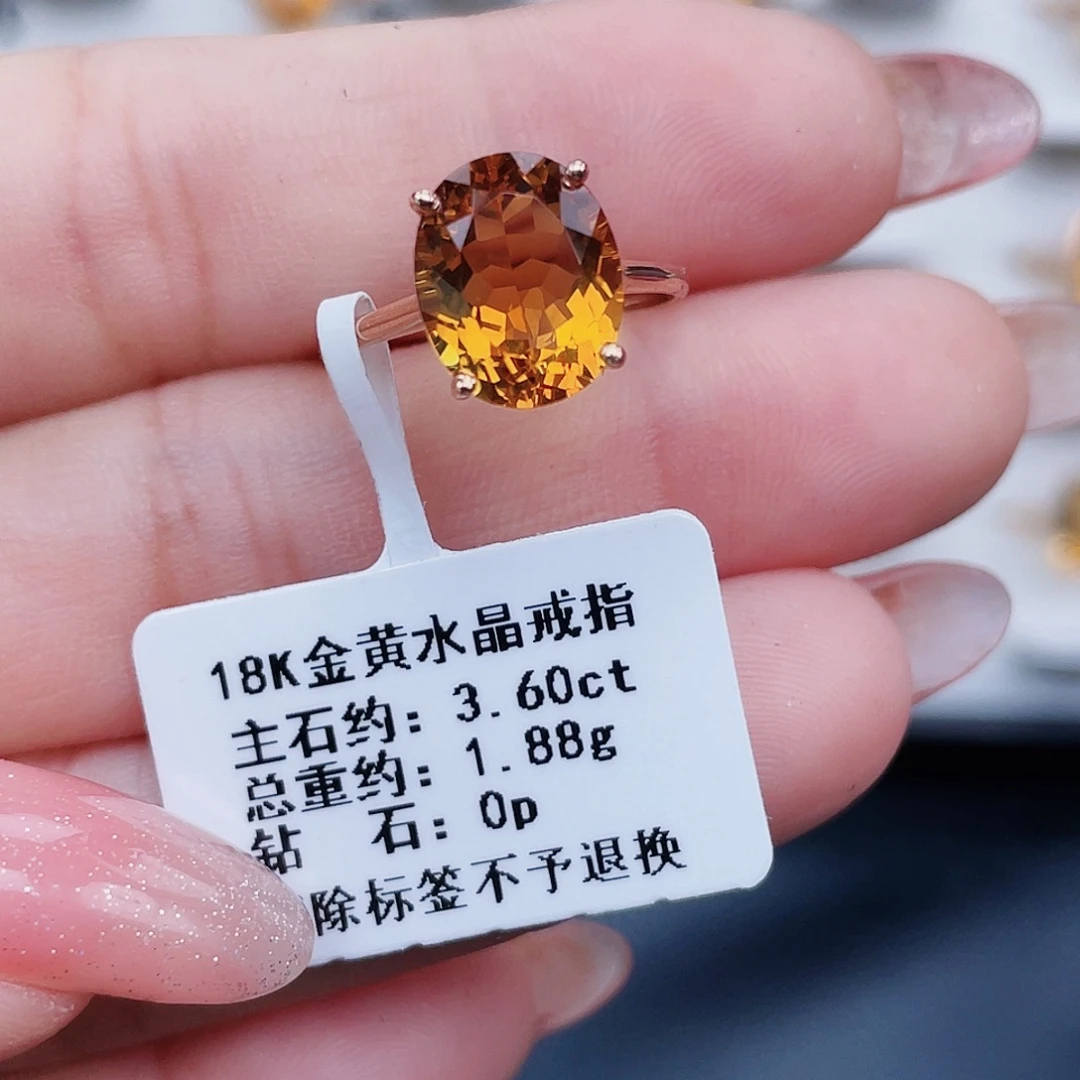 18K金黄水晶戒指
主石约：3.60ct
总重约：1.88g
钻 石：0p
除标签不予退换